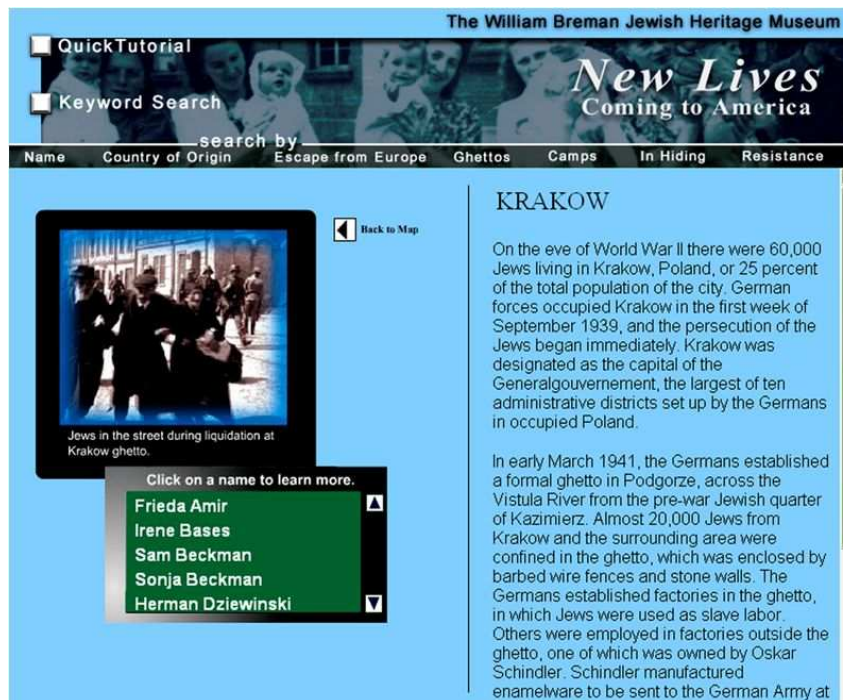 The William Breman Jewish Heritage Museum
QuickTutorial
Keyword Search
New Lives
Coming to America
search by
Name Country of Origin Escape from Europe Ghettos Camps In Hiding Resistance
Back to Map
Jews in the street during liquidation at
Krakow ghetto.
Click on a name to learn more.
Frieda Amir
Irene Bases
Sam Beckman
Sonja Beckman
Herman Dziewinski
KRAKOW
On the eve of World War II there were 60,000
Jews living in Krakow, Poland, or 25 percent
of the total population of the city. German
forces occupied Krakow in the first week of
September 1939, and the persecution of the
Jews began immediately. Krakow was
designated as the capital of the
Generalgouvernement, the largest of ten
administrative districts set up by the Germans
in occupied Poland.
In early March 1941, the Germans established
a formal ghetto in Podgorze, across the
Vistula River from the pre-war Jewish quarter
of Kazimierz. Almost 20,000 Jews from
Krakow and the surrounding area were
confined in the ghetto, which was enclosed by
barbed wire fences and stone walls. The
Germans established factories in the ghetto,
in which Jews were used as slave labor.
Others were employed in factories outside the
ghetto, one of which was owned by Oskar
Schindler. Schindler manufactured
enamelware to be sent to the German Army at